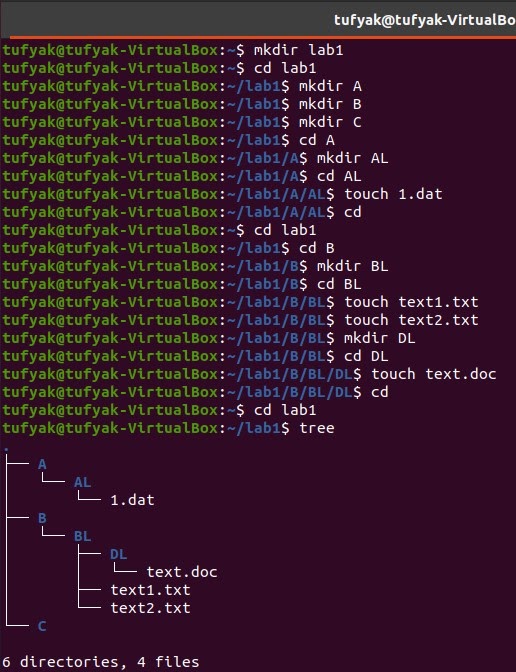 tufyak@tufyak-VirtualBo
tufyak@tufyak-VirtualBox:~$ mkdir lab1
tufyak@tufyak-VirtualBox:~$ cd lab1
tufyak@tufyak-VirtualBox:~/lab1$ mkdir A
tufyak@tufyak-VirtualBox:~/lab1$ mkdir B
tufyak@tufyak-VirtualBox:~/lab1$ mkdir C
tufyak@tufyak-VirtualBox:~/lab1$ cd A
tufyak@tufyak-VirtualBox:~/lab1/A$ mkdir AL
tufyak@tufyak-VirtualBox:~/lab1/A$ cd AL
tufyak@tufyak-VirtualBox:~/lab1/A/AL$ touch 1.dat
tufyak@tufyak-VirtualBox:~/lab1/A/AL$ cd
tufyak@tufyak-VirtualBox:~$ cd lab1
tufyak@tufyak-VirtualBox:~/lab1$ cd B
tufyak@tufyak-VirtualBox:~/lab1/B$ mkdir BL
tufyak@tufyak-VirtualBox:~/lab1/B$ cd BL
tufyak@tufyak-VirtualBox:~/lab1/B/BL$ touch text1.txt
tufyak@tufyak-VirtualBox:~/lab1/B/BL$ touch text2.txt
tufyak@tufyak-VirtualBox:~/lab1/B/BL$ mkdir DL
tufyak@tufyak-VirtualBox:~/lab1/B/BL$ cd DL
tufyak@tufyak-VirtualBox:~/lab1/B/BL/DL$ touch text.doc
tufyak@tufyak-VirtualBox:~/lab1/B/BL/DL$ cd
tufyak@tufyak-VirtualBox:~$ cd lab1
tufyak@tufyak-VirtualBox:~/lab1$ tree
.
├── A
│   └── AL
│       └── 1.dat
├── B
│   └── BL
│       ├── DL
│       │   └── text.doc
│       ├── text1.txt
│       └── text2.txt
└── C
6 directories, 4 files